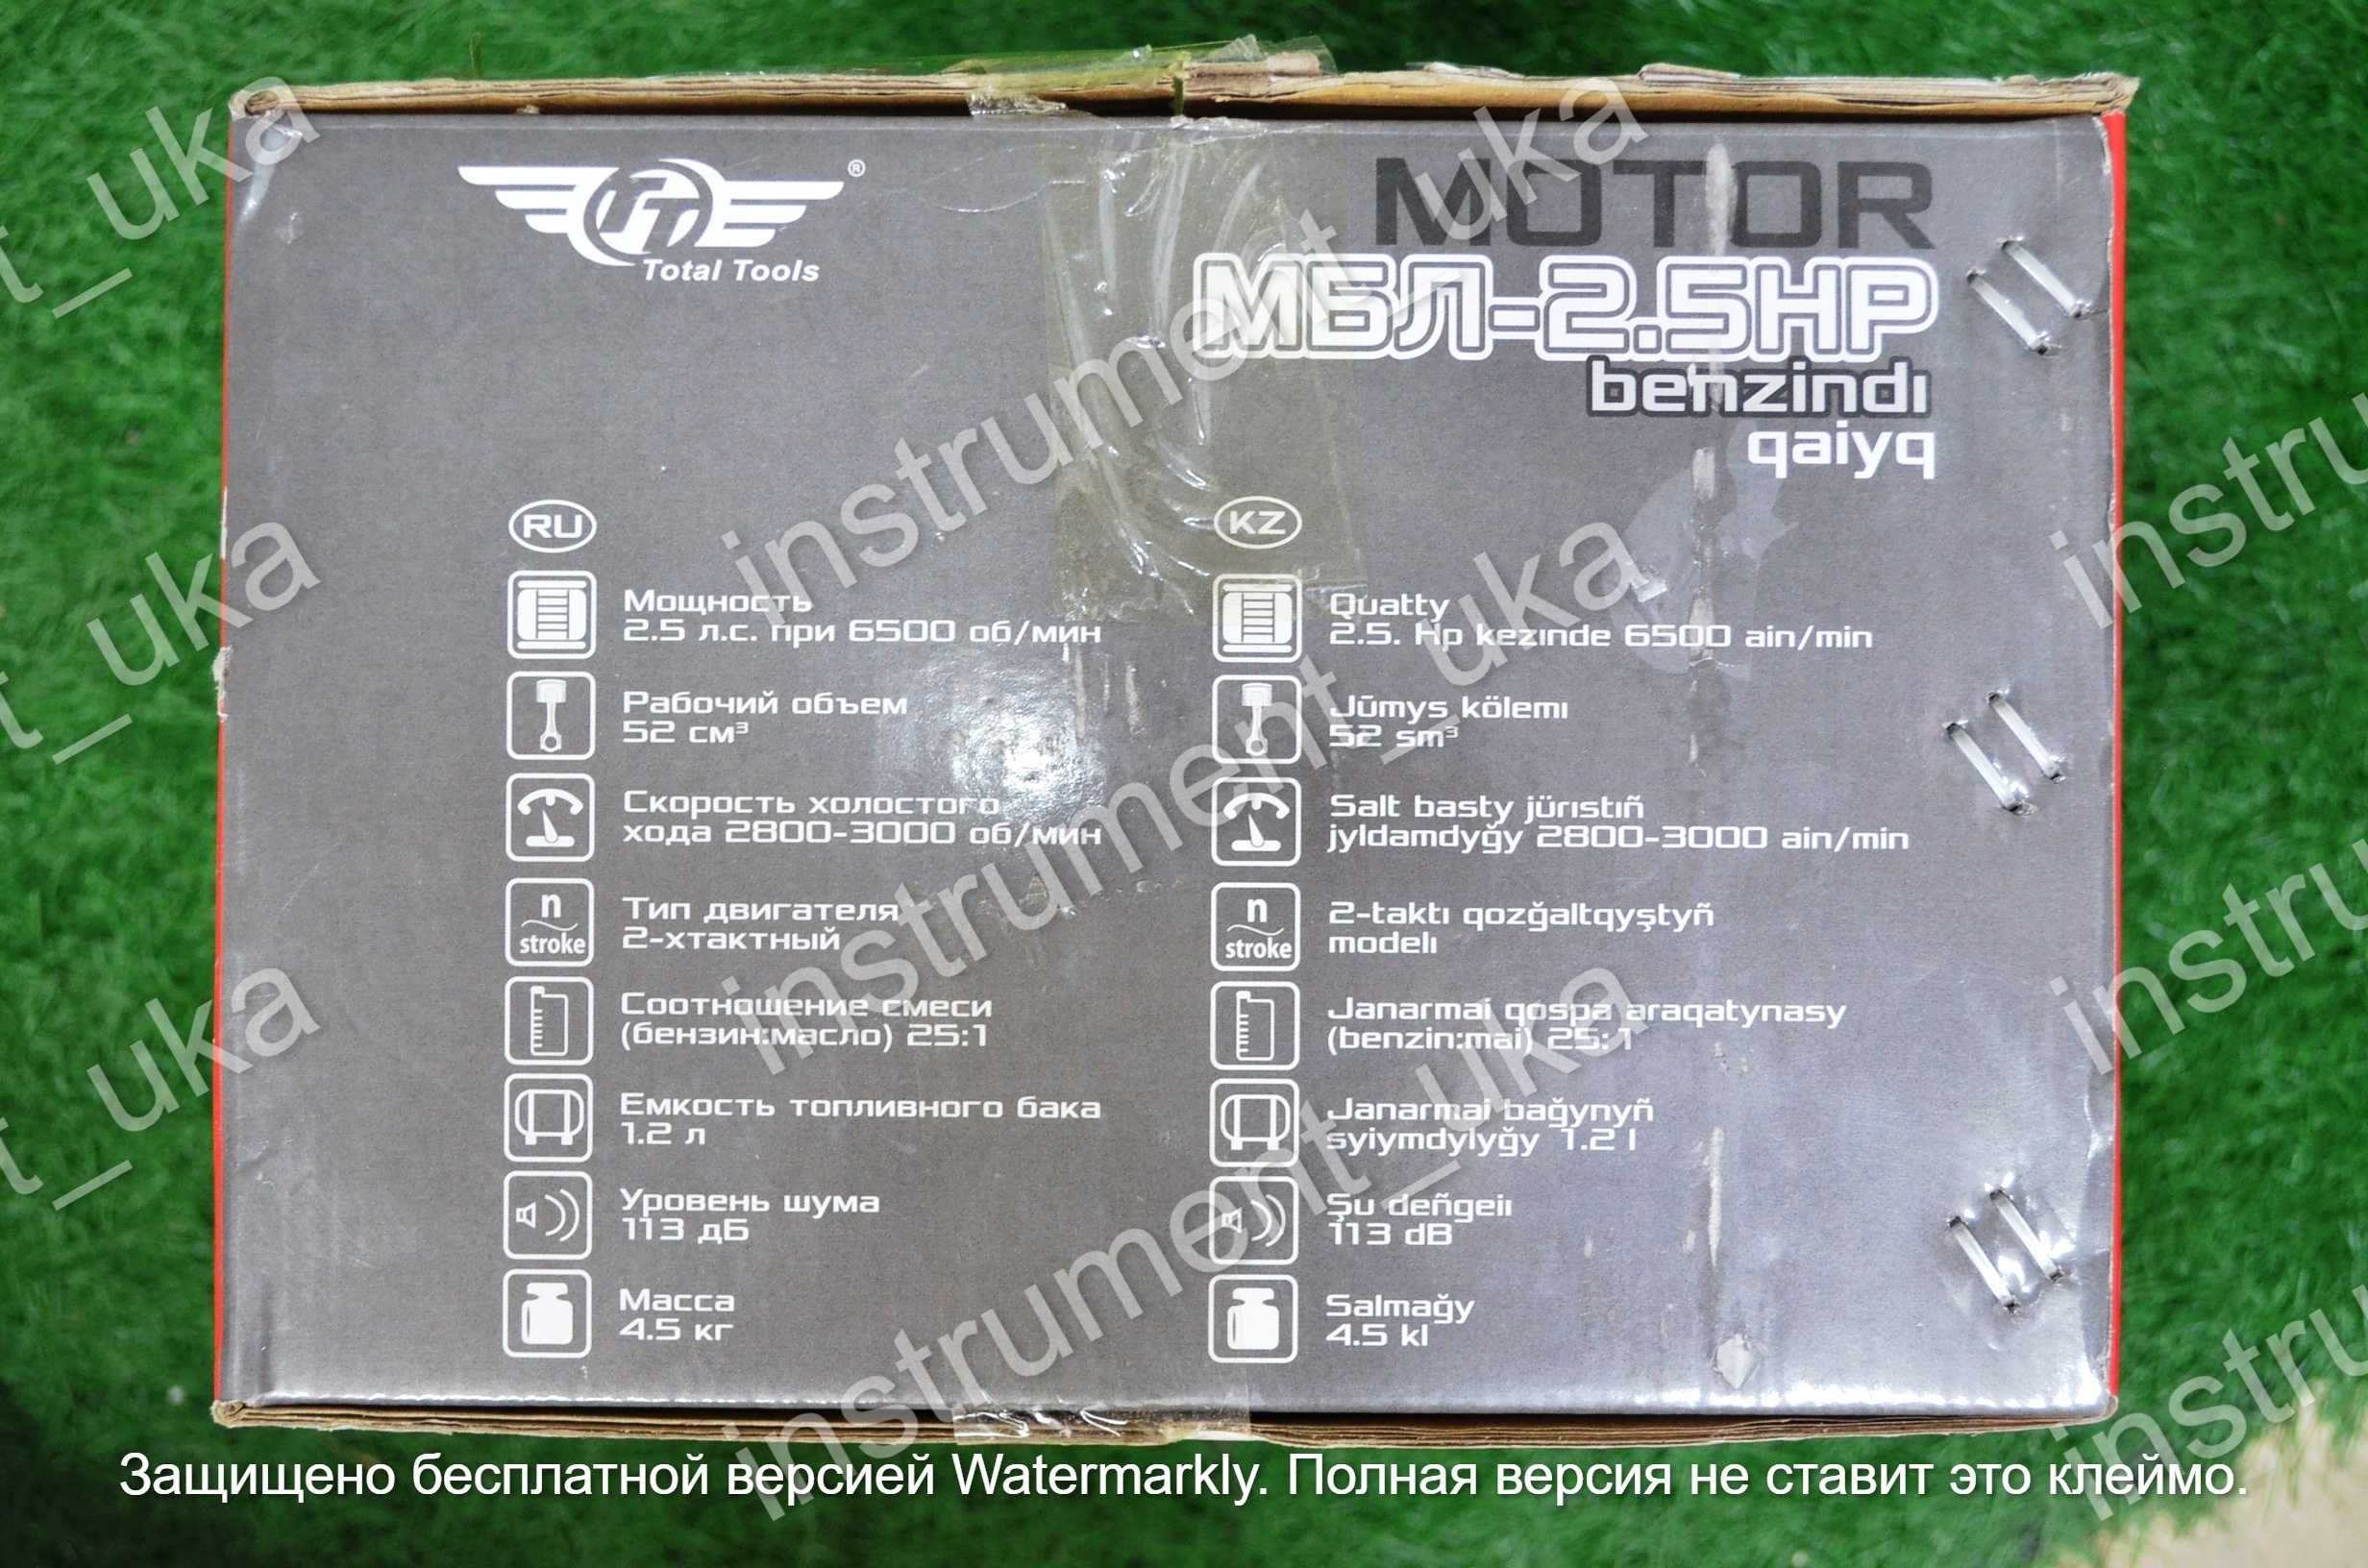 ®
Total Tools
MOTOR
МБЛ-2.5HP
benzindı
qaiyq
RU
Мощность
2.5 л.с. при 6500 об/мин
Рабочий объем
52 см³
Скорость холостого
хода 2800-3000 об/мин
n
stroke
Тип двигателя
2-хтактный
Соотношение смеси
(бензин:масло) 25:1
Емкость топливного бака
1.2 л
Уровень шума
113 дБ
Масса
4.5 кг
KZ
Quatty
2.5. Hp kezınde 6500 ain/min
Jūmys kölemı
52 sm³
Salt basty jürıstıñ
jyldamdyğy 2800-3000 ain/min
n
stroke
2-taktı qozğaltqyştyñ
modelı
Janarmai qospa araqatynasy
(benzin:mai) 25:1
Janarmai bağynyñ
syiymdylyğy 1.2 l
Şu deñgeiı
113 dB
Salmağy
4.5 kl
instrument_uka
instrument_uka
instrument_uka
Защищено бесплатной версией Watermarkly. Полная версия не ставит это клеймо.